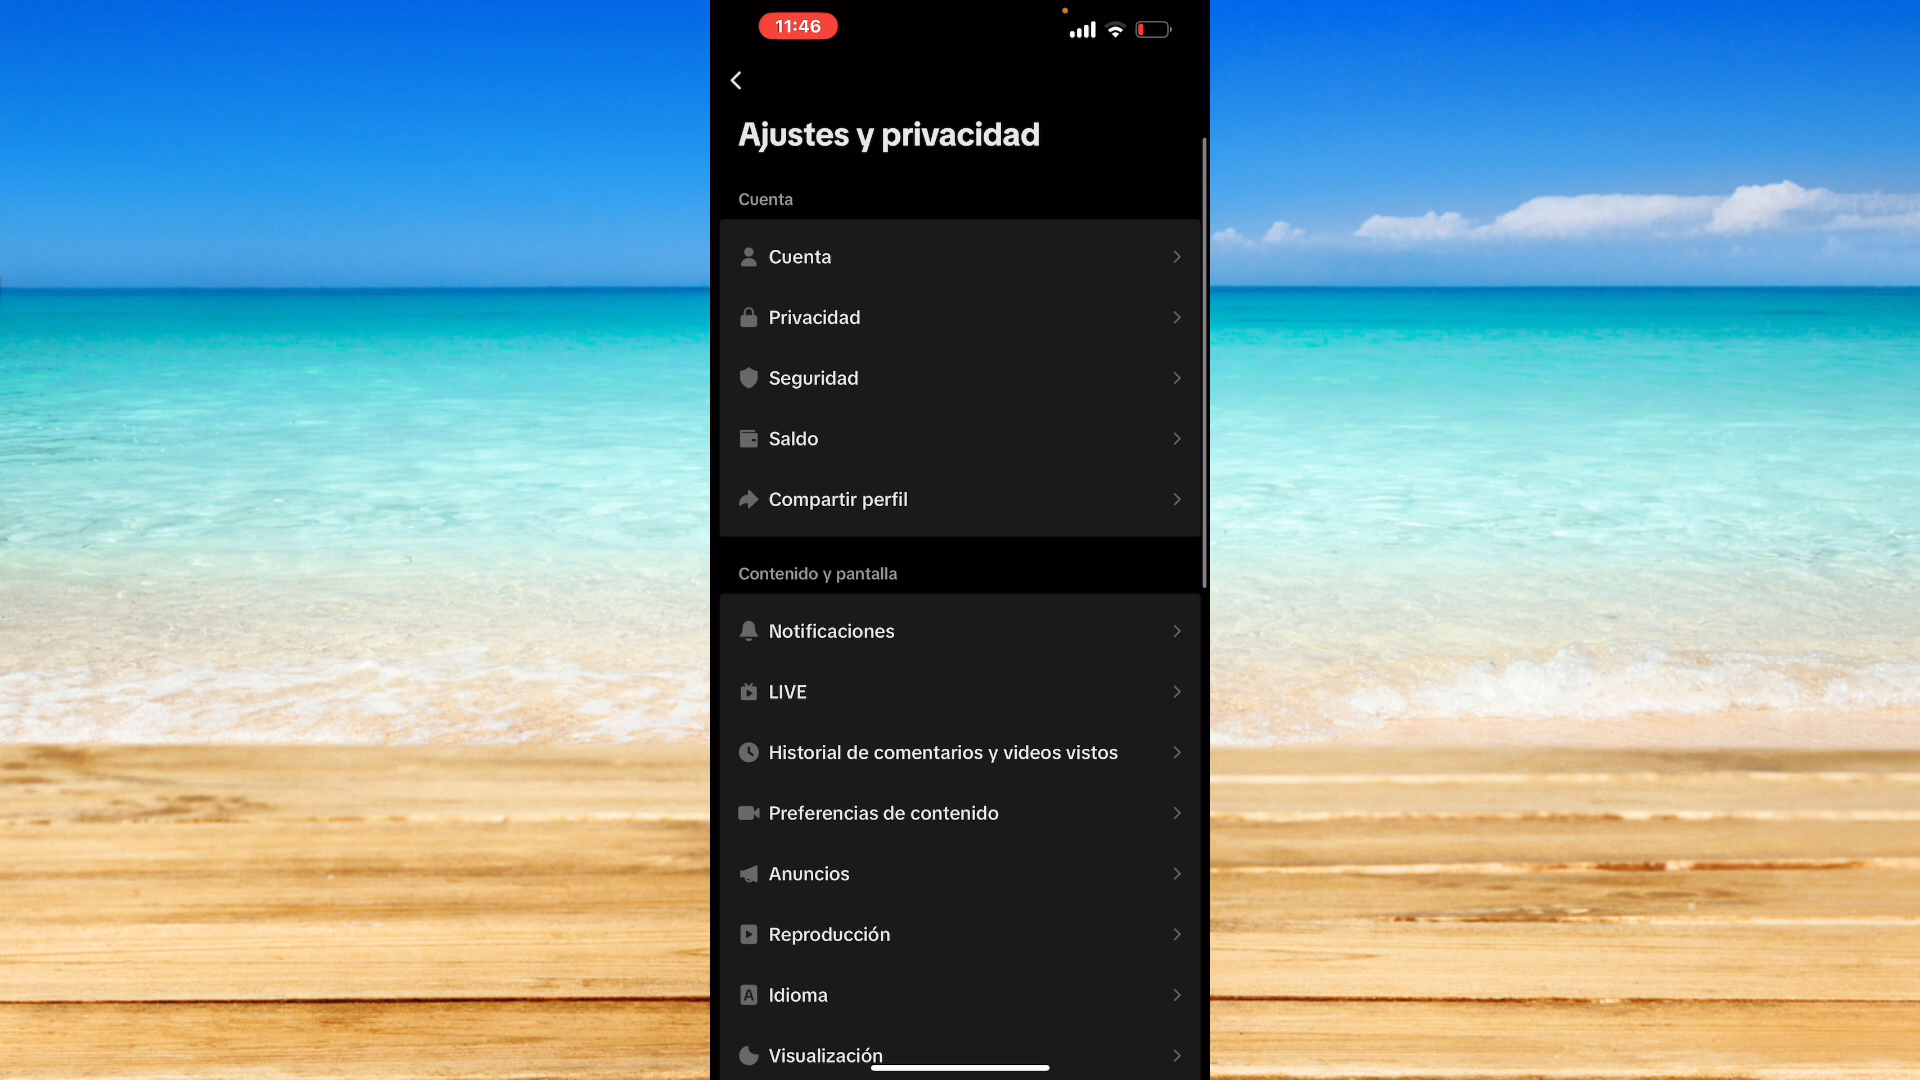 11:46
Ajustes y privacidad
Cuenta
Cuenta
Privacidad
Seguridad
Saldo
Compartir perfil
Contenido y pantalla
Notificaciones
LIVE
Historial de comentarios y videos vistos
Preferencias de contenido
Anuncios
Reproducción
Idioma
Visualización